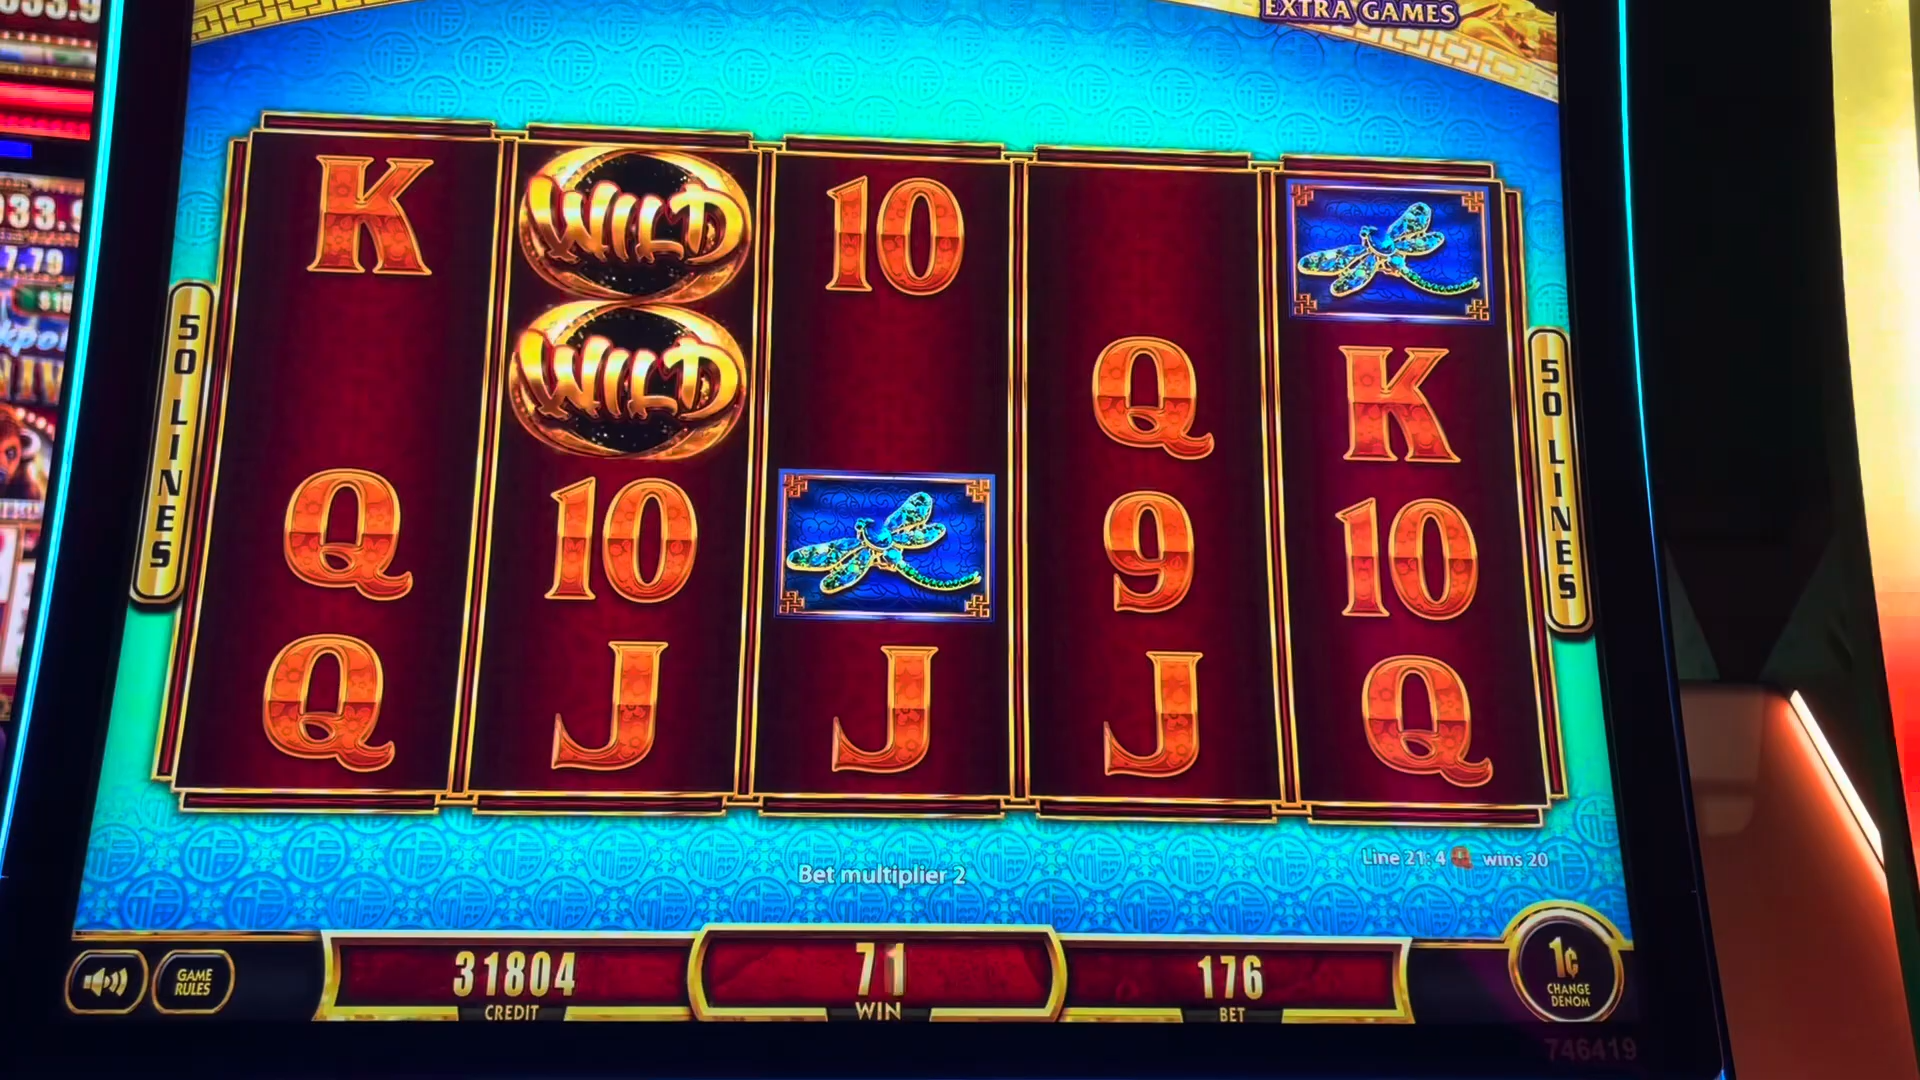 EXTRA GAMES
K
WILD
10
WILD
Q
K
Q
10
9
10
Q
J
J
J
Q
50 LINES
50 LINES
Bet multiplier 2
Line 21: 4 Q wins 20
GAME RULES
31804
CREDIT
71
WIN
176
BET
1¢
CHANGE
DENOM
746419